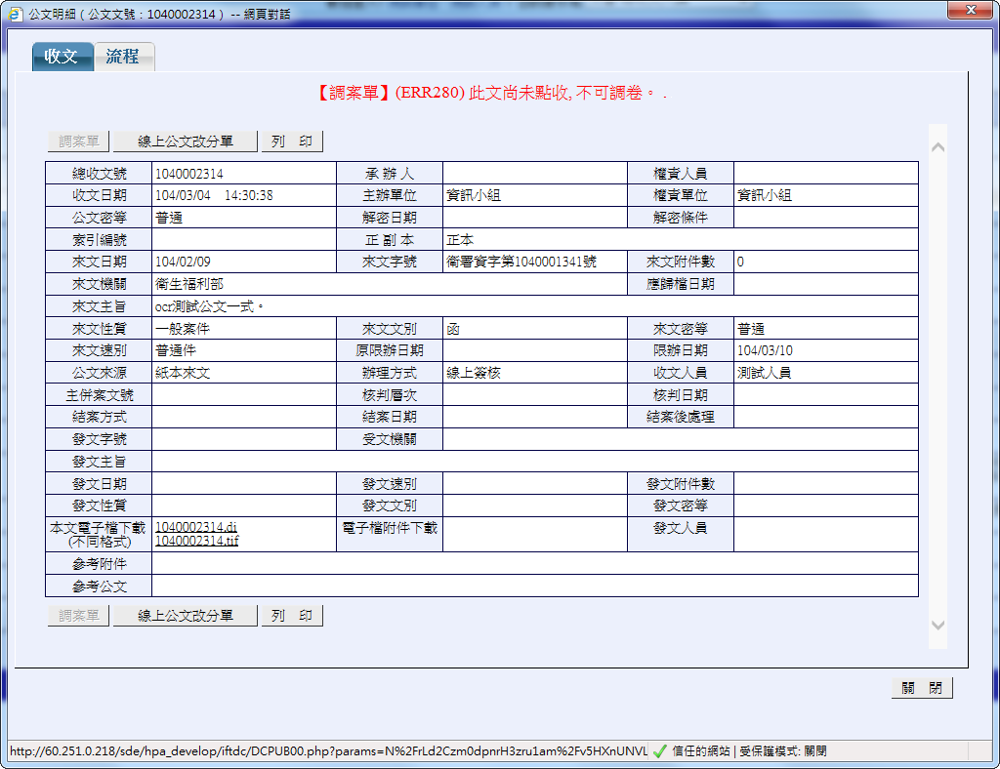 公文明細（公文文號：1040002314）-- 網頁對話
收文 流程
【調案單】(ERR280) 此文尚未點收, 不可調卷。 .
調案單 線上公文改分單 列 印
總收文號 1040002314 承 辦 人 權責人員
收文日期 104/03/04 14:30:38 主辦單位 資訊小組 權責單位 資訊小組
公文密等 普通 解密日期 解密條件
索引編號 正 副 本 正本
來文日期 104/02/09 來文字號 衛署資字第1040001341號 來文附件數 0
來文機關 衛生福利部 應歸檔日期
來文主旨 ocr測試公文一式。
來文性質 一般案件 來文文別 函 來文密等 普通
來文速別 普通件 原限辦日期 限辦日期 104/03/10
公文來源 紙本來文 辦理方式 線上簽核 收文人員 測試人員
主併案文號 核判層次 核判日期
結案方式 結案日期 結案後處理
發文字號 受文機關
發文主旨
發文日期 發文速別 發文附件數
發文性質 發文文別 發文密等
本文電子檔下載 1040002314.di 電子檔附件下載 發文人員
(不同格式) 1040002314.tif
參考附件
參考公文
調案單 線上公文改分單 列 印
關 閉
http://60.251.0.218/sde/hpa_develop/iftdc/DCPUB00.php?params=N%2FrLd2Czm0dpnrH3zru1am%2Fv5HXnUNVL 信任的網站 | 受保護模式: 關閉